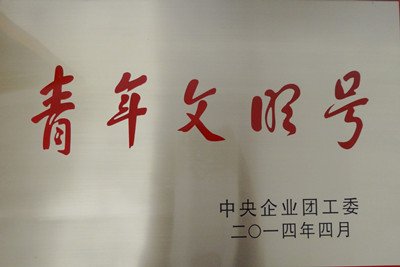 青年文明号
中央企业团工委
二〇一四年四月